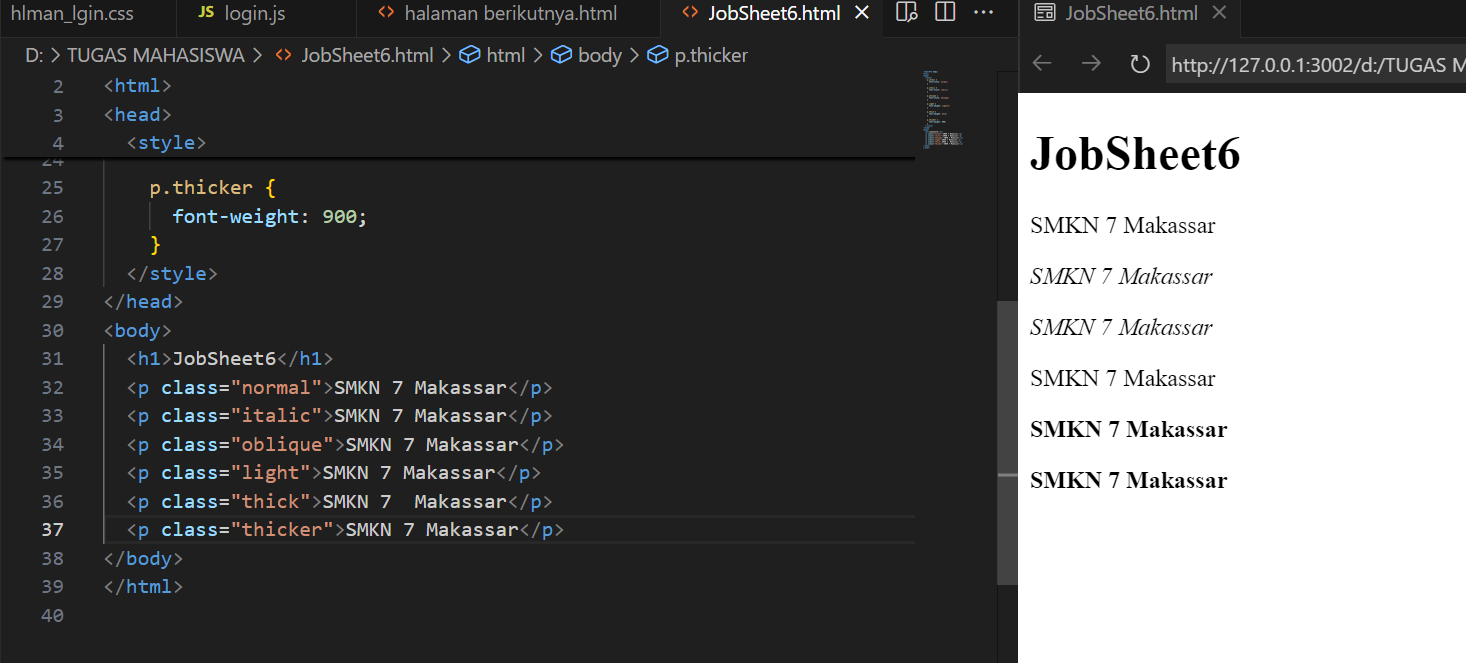 hlman_lgin.css JS login.js <> halaman berikutnya.html <> JobSheet6.html ✕ ···
D: > TUGAS MAHASISWA > <> JobSheet6.html > html > body > p.thicker
2 <html>
3 <head>
4 <style>
24
25 p.thicker {
26 font-weight: 900;
27 }
28 </style>
29 </head>
30 <body>
31 <h1>JobSheet6</h1>
32 <p class="normal">SMKN 7 Makassar</p>
33 <p class="italic">SMKN 7 Makassar</p>
34 <p class="oblique">SMKN 7 Makassar</p>
35 <p class="light">SMKN 7 Makassar</p>
36 <p class="thick">SMKN 7  Makassar</p>
37 <p class="thicker">SMKN 7 Makassar</p>
38 </body>
39 </html>
40
JobSheet6.html ✕
http://127.0.0.1:3002/d:/TUGAS M
JobSheet6
SMKN 7 Makassar
SMKN 7 Makassar
SMKN 7 Makassar
SMKN 7 Makassar
SMKN 7 Makassar
SMKN 7 Makassar